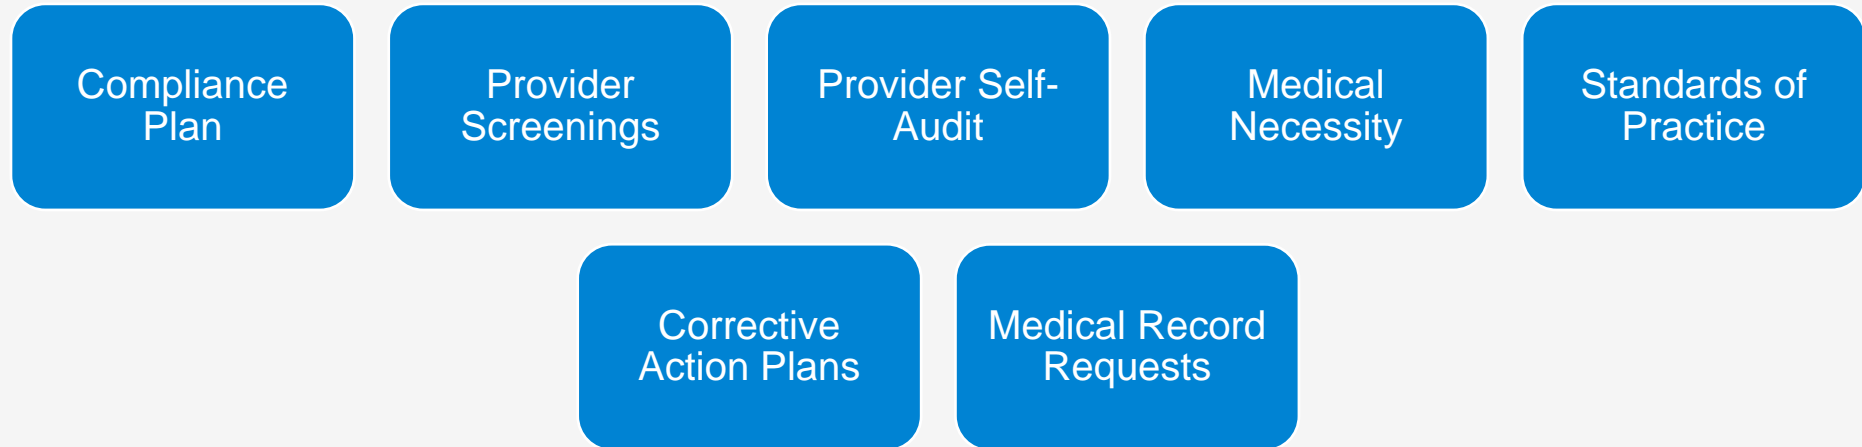 Compliance
Plan
Provider
Screenings
Provider Self-
Audit
Medical
Necessity
Standards of
Practice
Corrective
Action Plans
Medical Record
Requests